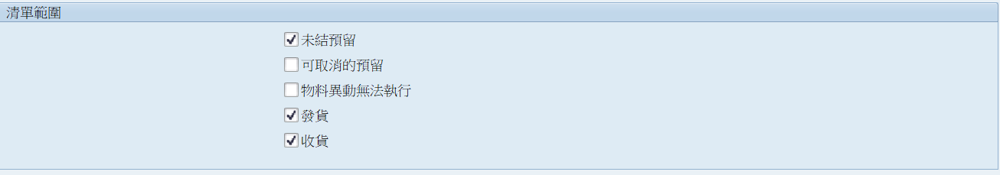 清單範圍
未結預留
可取消的預留
物料異動無法執行
發貨
收貨